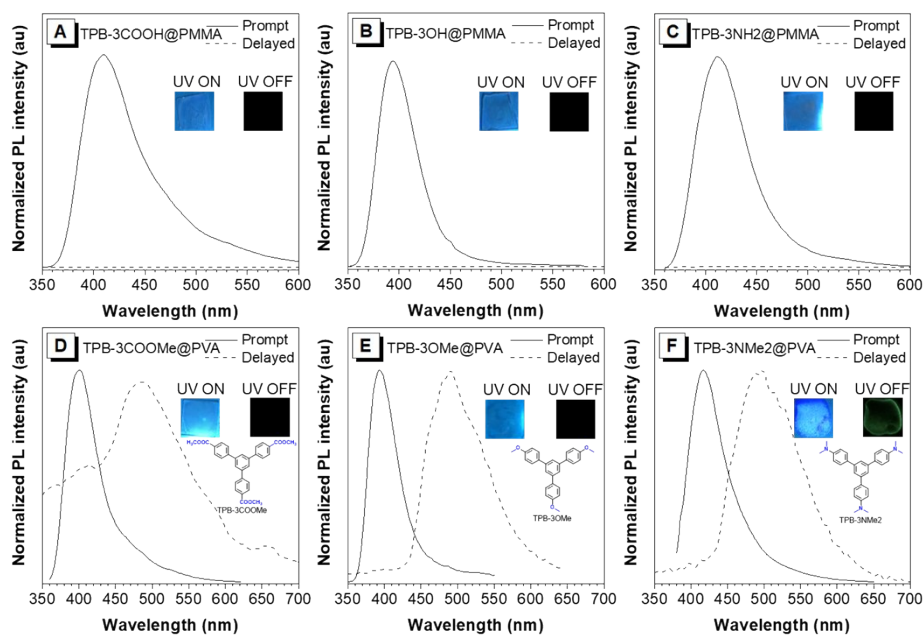 A TPB-3COOH@PMMA
Prompt
Delayed
UV ON UV OFF
Normalized PL intensity (au)
350 400 450 500 550 600
Wavelength (nm)
B TPB-3OH@PMMA
Prompt
Delayed
UV ON UV OFF
Normalized PL intensity (au)
350 400 450 500 550 600
Wavelength (nm)
C TPB-3NH2@PMMA
Prompt
Delayed
UV ON UV OFF
Normalized PL intensity (au)
350 400 450 500 550 600
Wavelength (nm)
D TPB-3COOMe@PVA
Prompt
Delayed
UV ON UV OFF
H₃COOC
COOCH₃
COOCH₃
TPB-3COOMe
Normalized PL intensity (au)
350 400 450 500 550 600 650 700
Wavelength (nm)
E TPB-3OMe@PVA
Prompt
Delayed
UV ON UV OFF
O
O
O
TPB-3OMe
Normalized PL intensity (au)
350 400 450 500 550 600 650 700
Wavelength (nm)
F TPB-3NMe2@PVA
Prompt
Delayed
UV ON UV OFF
N
N
N
TPB-3NMe2
Normalized PL intensity (au)
350 400 450 500 550 600 650 700
Wavelength (nm)